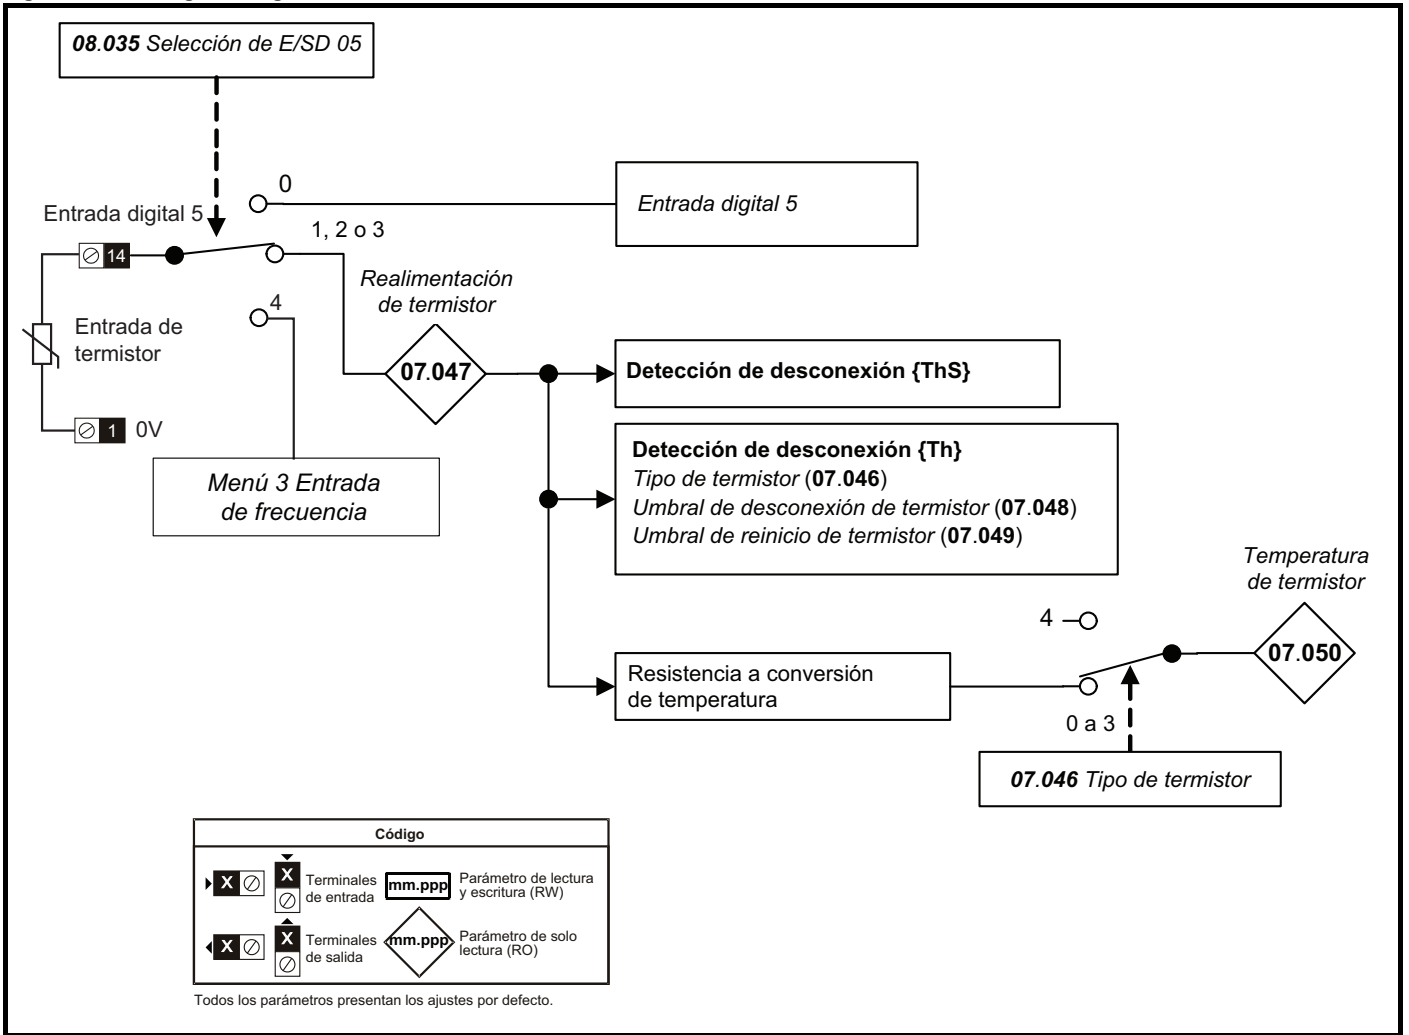 08.035 Selección de E/SD 05
0
Entrada digital 5
Entrada digital 5
1, 2 o 3
14
Realimentación
de termistor
4
Entrada de
termistor
07.047
Detección de desconexión {ThS}
1 0V
Detección de desconexión {Th}
Tipo de termistor (07.046)
Umbral de desconexión de termistor (07.048)
Umbral de reinicio de termistor (07.049)
Menú 3 Entrada
de frecuencia
Temperatura
de termistor
4
07.050
Resistencia a conversión
de temperatura
0 a 3
07.046 Tipo de termistor
Código
X
X
Terminales
de entrada
mm.ppp
Parámetro de lectura
y escritura (RW)
X
X
Terminales
de salida
mm.ppp
Parámetro de solo
lectura (RO)
Todos los parámetros presentan los ajustes por defecto.